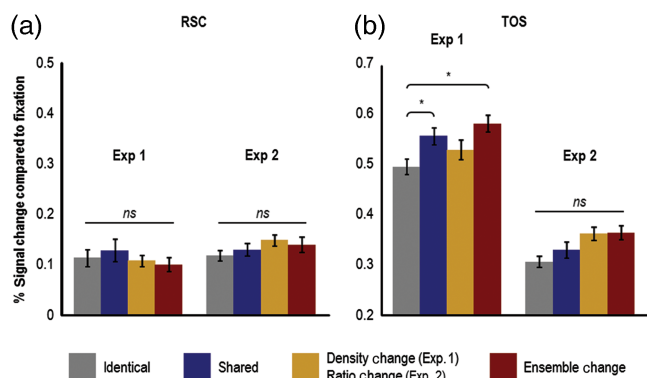 (a)
RSC
% Signal change compared to fixation
0.5
0.4
0.3
0.2
0.1
0
Exp 1
ns
Exp 2
ns
(b)
TOS
0.7
0.6
0.5
0.4
0.3
0.2
Exp 1
*
*
Exp 2
ns
Identical
Shared
Density change (Exp. 1)
Ratio change (Exp. 2)
Ensemble change